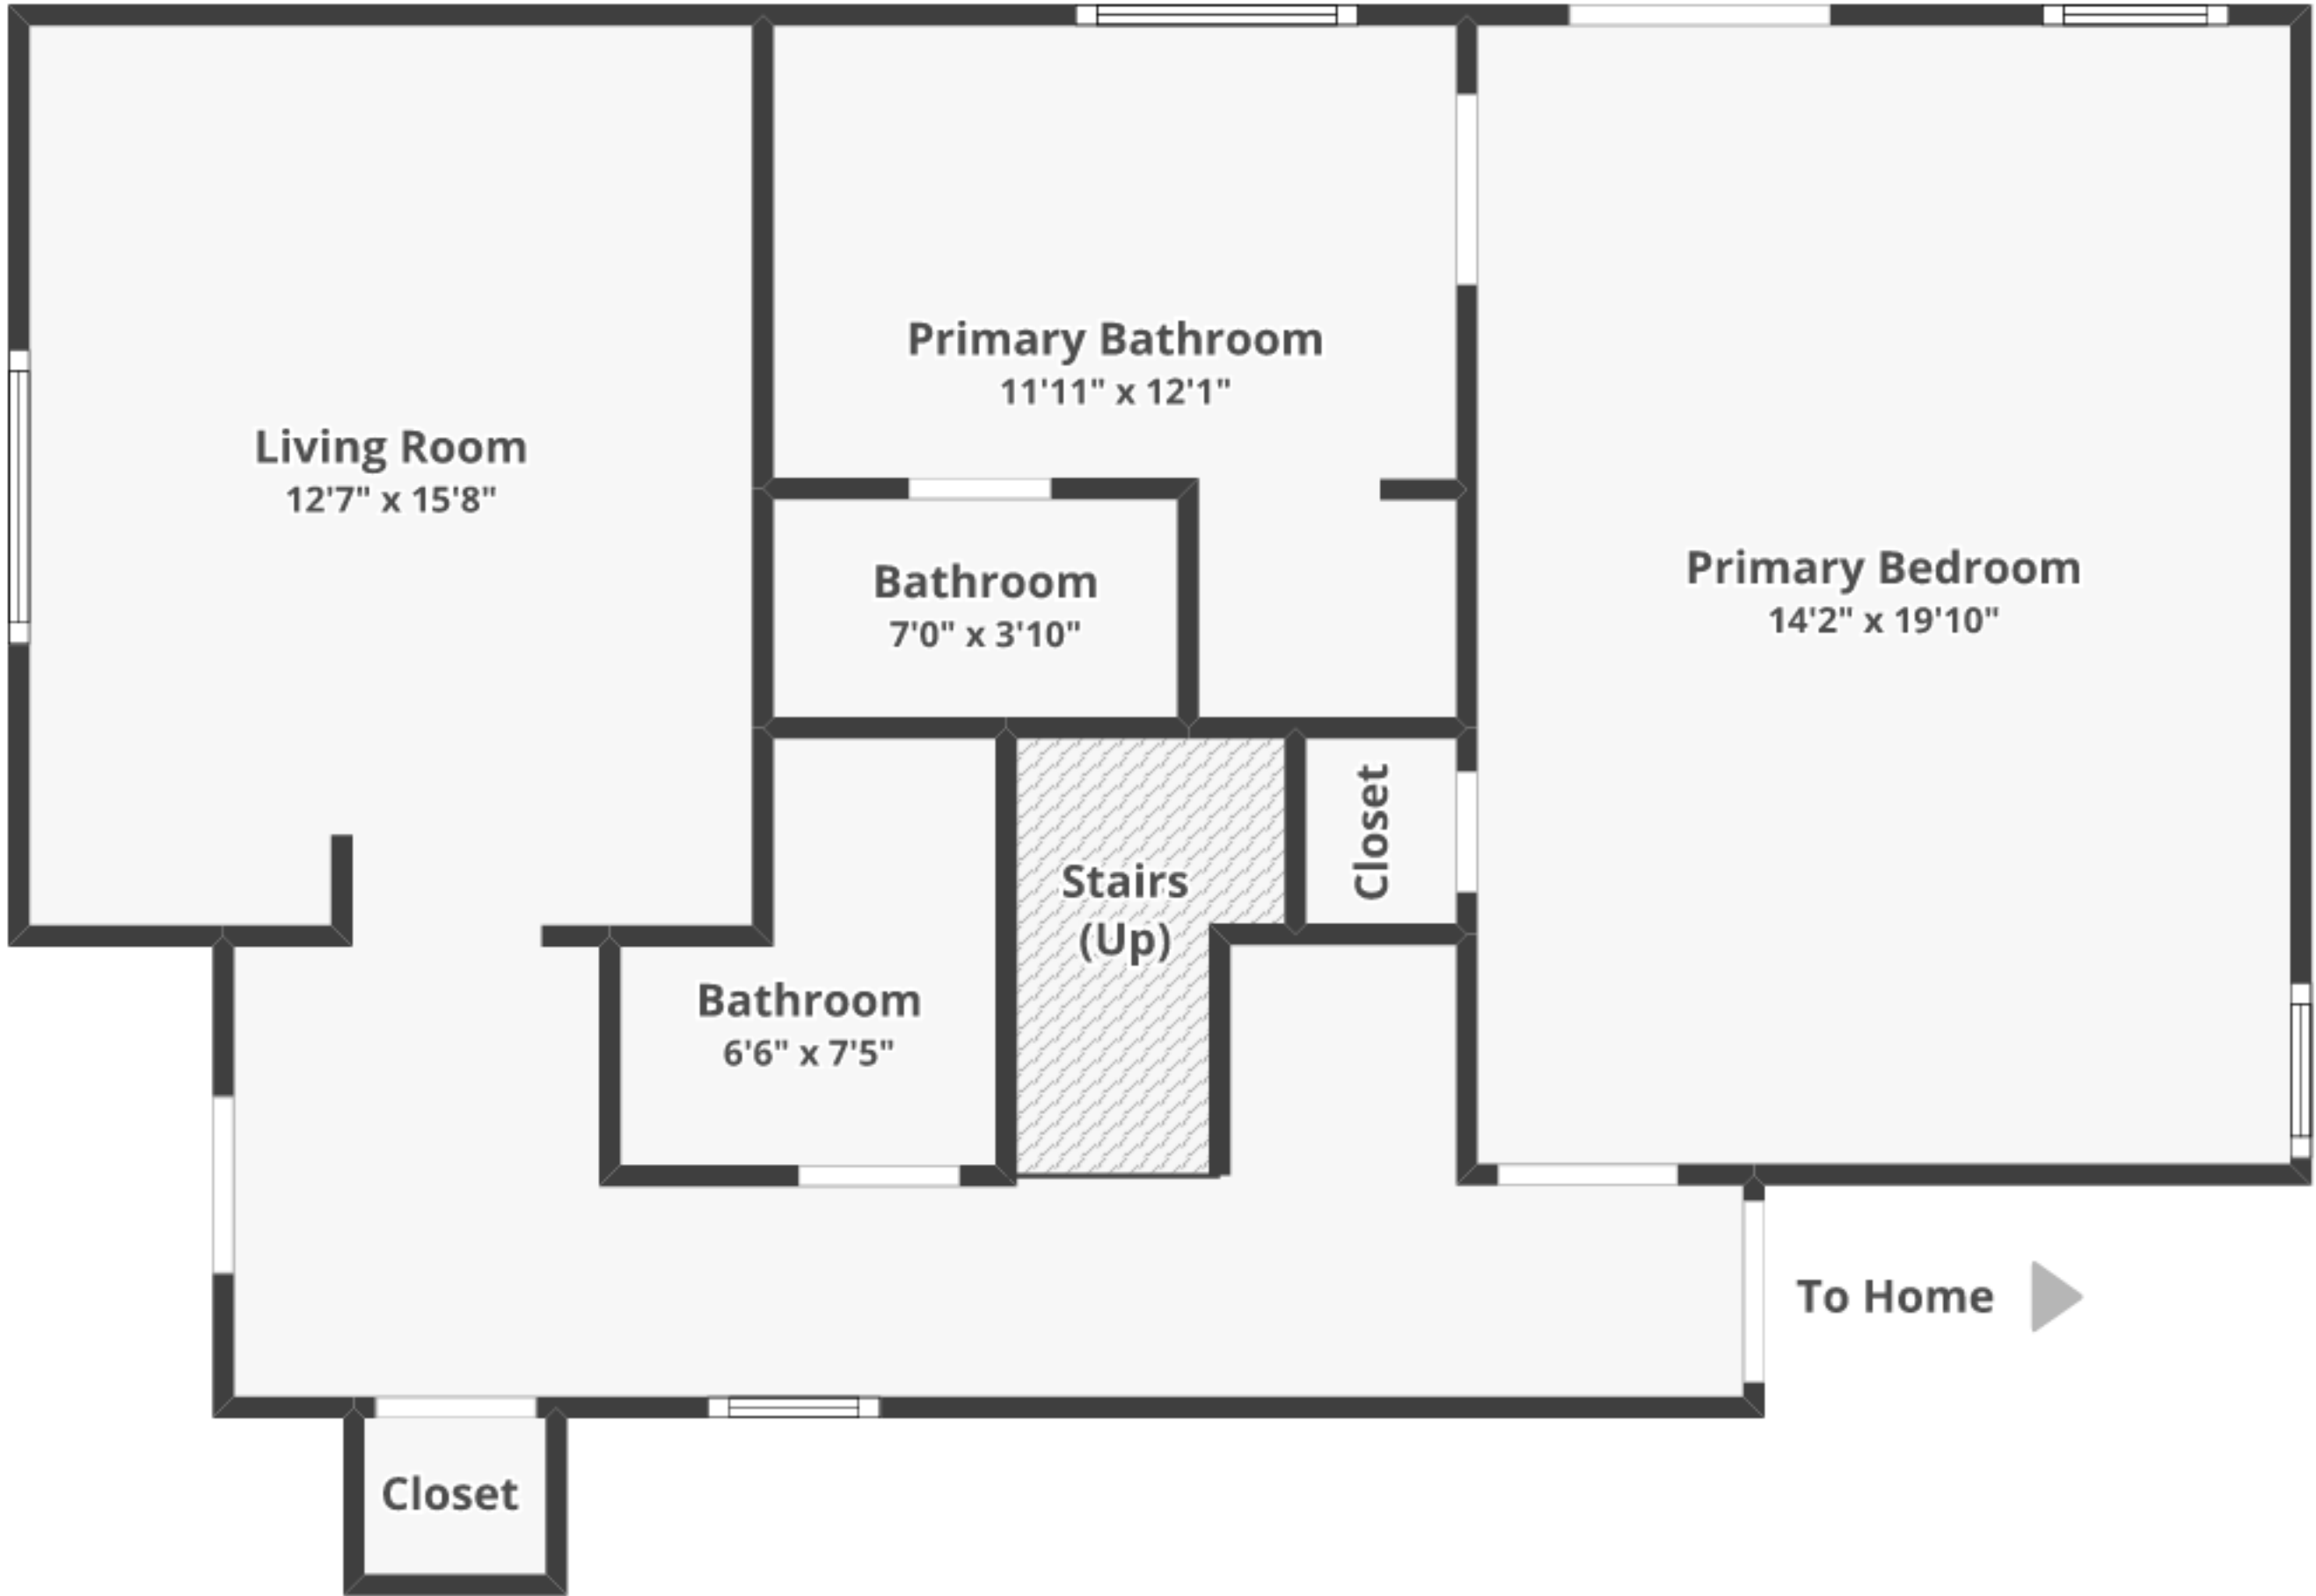 Primary Bathroom
11'11" x 12'1"
Living Room
12'7" x 15'8"
Bathroom
7'0" x 3'10"
Primary Bedroom
14'2" x 19'10"
Closet
Stairs
(Up)
Bathroom
6'6" x 7'5"
To Home
Closet